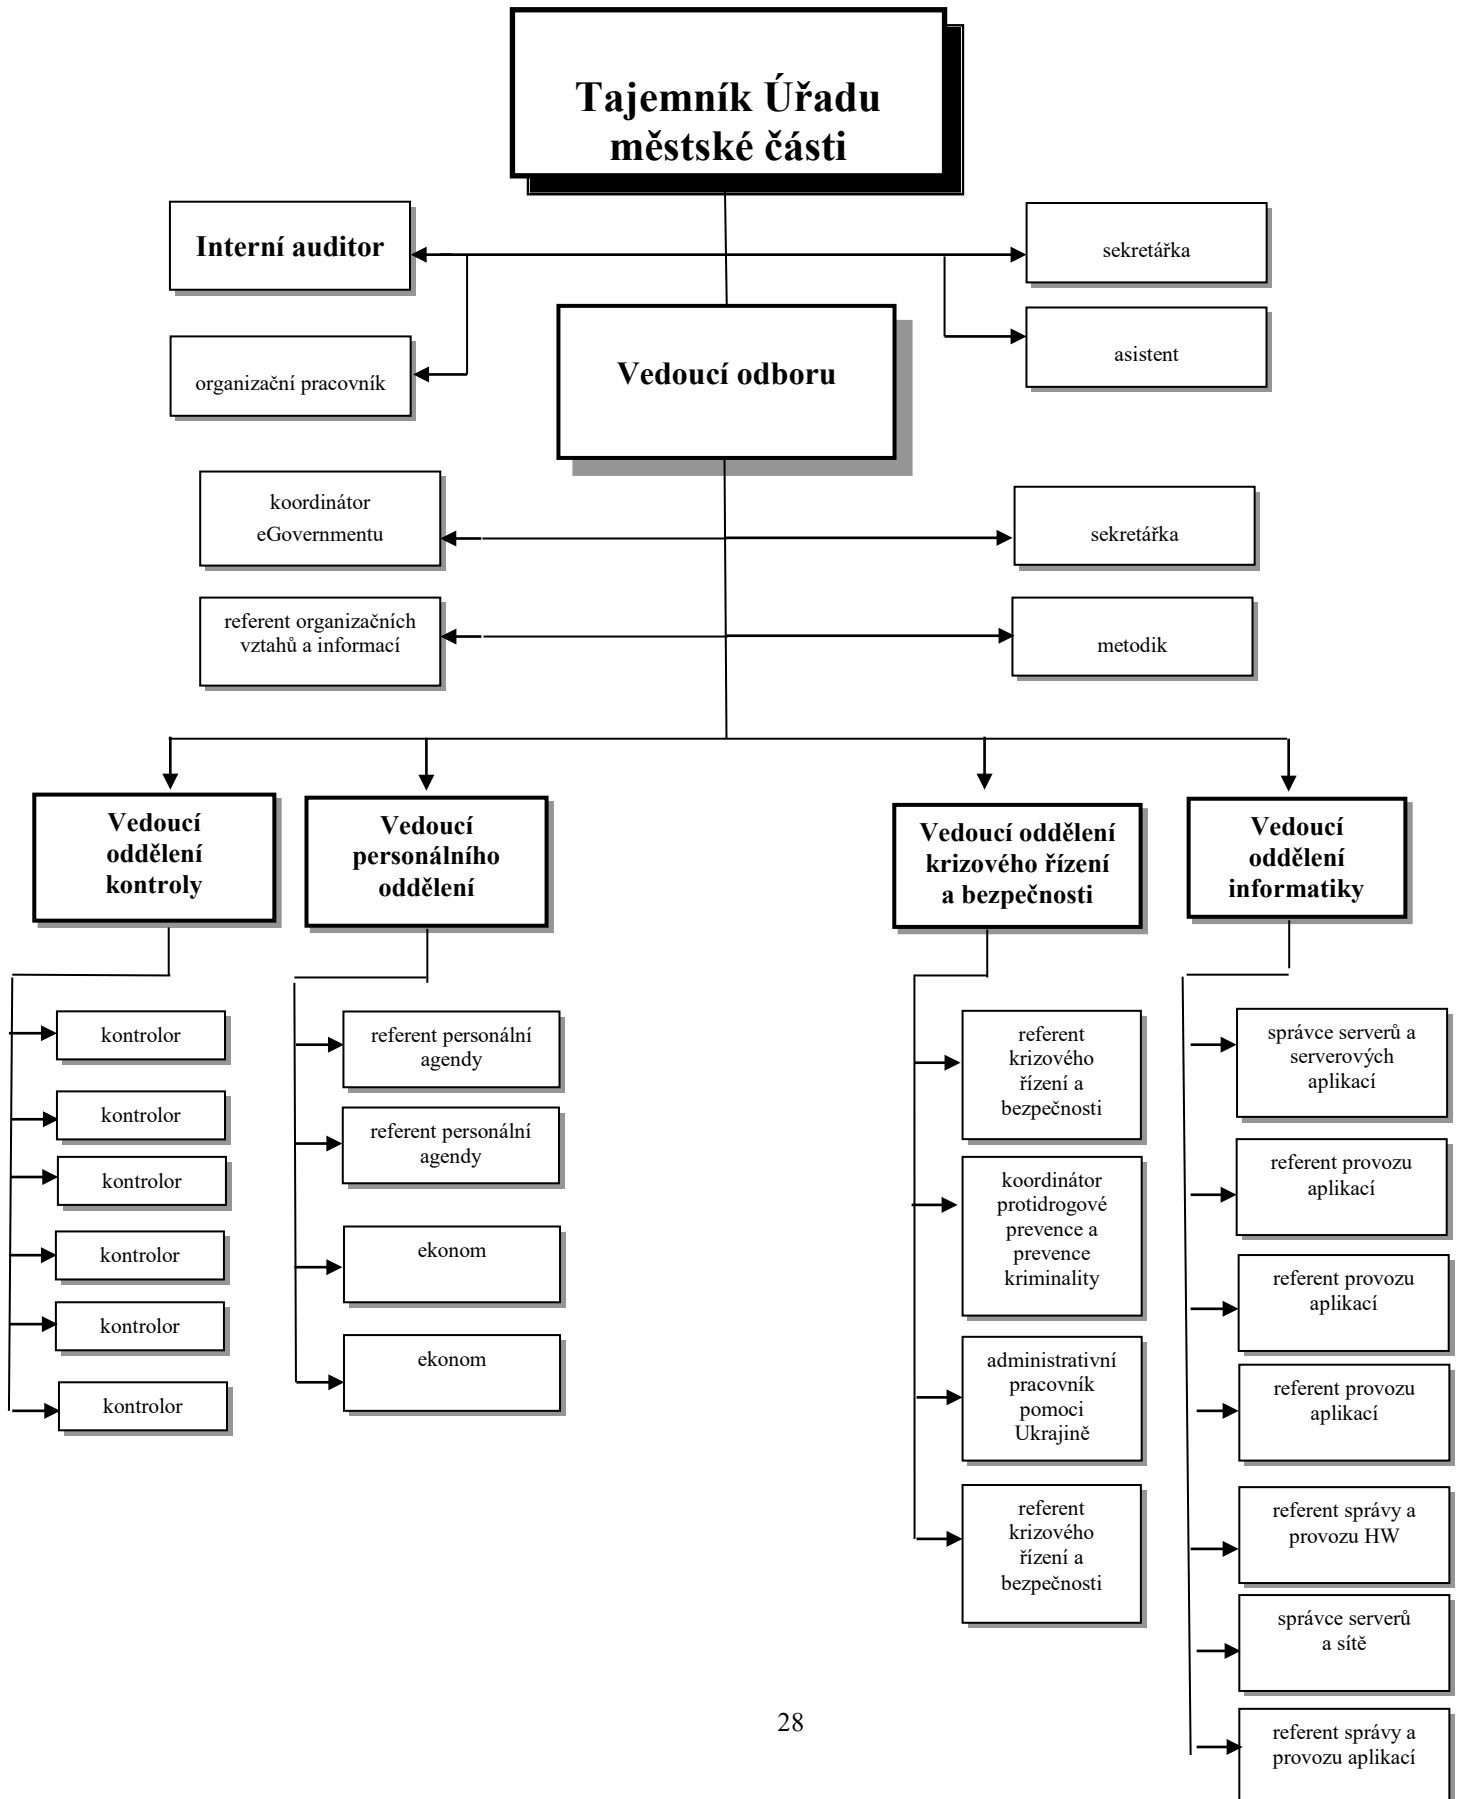 Tajemník Úřadu
městské části
Interní auditor
sekretářka
organizační pracovník
Vedoucí odboru
asistent
koordinátor
eGovernmentu
sekretářka
referent organizačních
vztahů a informací
metodik
Vedoucí
oddělení
kontroly
Vedoucí
personálního
oddělení
Vedoucí oddělení
krizového řízení
a bezpečnosti
Vedoucí
oddělení
informatiky
kontrolor
kontrolor
kontrolor
kontrolor
kontrolor
kontrolor
referent personální
agendy
referent personální
agendy
ekonom
ekonom
referent
krizového
řízení a
bezpečnosti
koordinátor
protidrogové
prevence a
prevence
kriminality
administrativní
pracovník
pomoci
Ukrajině
referent
krizového
řízení a
bezpečnosti
správce serverů a
serverových
aplikací
referent provozu
aplikací
referent provozu
aplikací
referent provozu
aplikací
referent správy a
provozu HW
správce serverů
a sítě
referent správy a
provozu aplikací
28